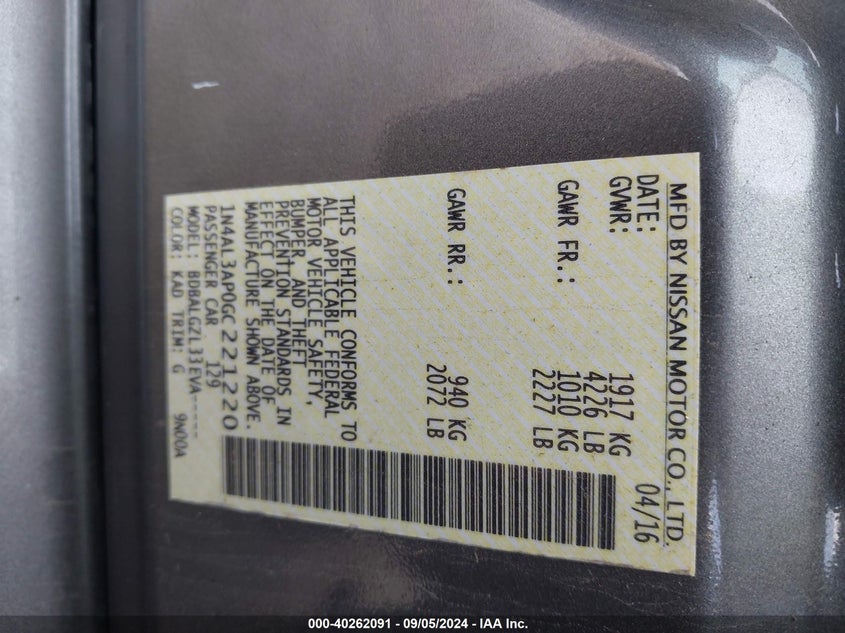 MFD BY NISSAN MOTOR CO., LTD.
DATE: 04/16
GVWR: 1917 KG
4226 LB
GAWR FR.: 1010 KG
2227 LB
GAWR RR.: 940 KG
2072 LB
THIS VEHICLE CONFORMS TO
ALL APPLICABLE FEDERAL
MOTOR VEHICLE SAFETY,
BUMPER, AND THEFT
PREVENTION STANDARDS IN
EFFECT ON THE DATE OF
MANUFACTURE SHOWN ABOVE.
1N4AL3AP0GC221220
PASSENGER CAR 129
MODEL: BDBALGZL33EVA-----
COLOR: KAD TRIM: G 9N00A
000-40262091 - 09/05/2024 - IAA Inc.